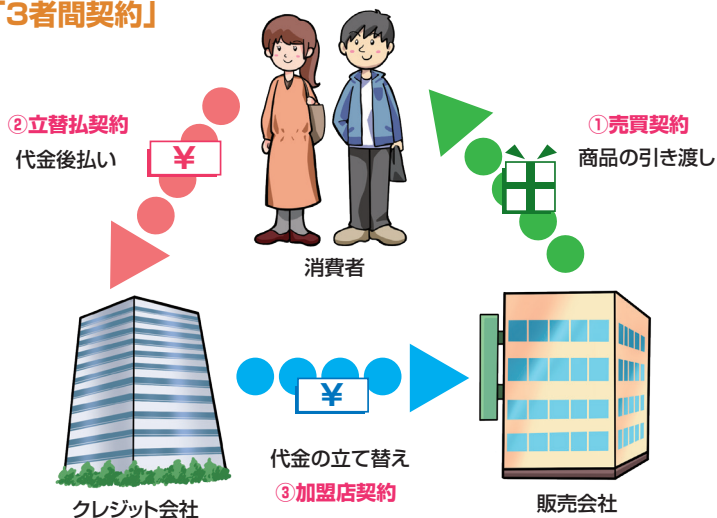 「3者間契約」
②立替払契約
代金後払い
¥
①売買契約
商品の引き渡し
消費者
¥
代金の立て替え
③加盟店契約
クレジット会社
販売会社